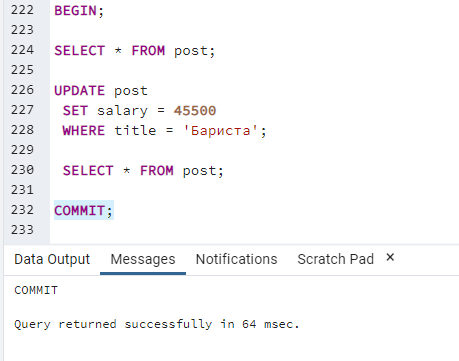 222 BEGIN;
223
224 SELECT * FROM post;
225
226 UPDATE post
227 SET salary = 45500
228 WHERE title = 'Бариста';
229
230 SELECT * FROM post;
231
232 COMMIT;
233
Data Output Messages Notifications Scratch Pad ×
COMMIT
Query returned successfully in 64 msec.